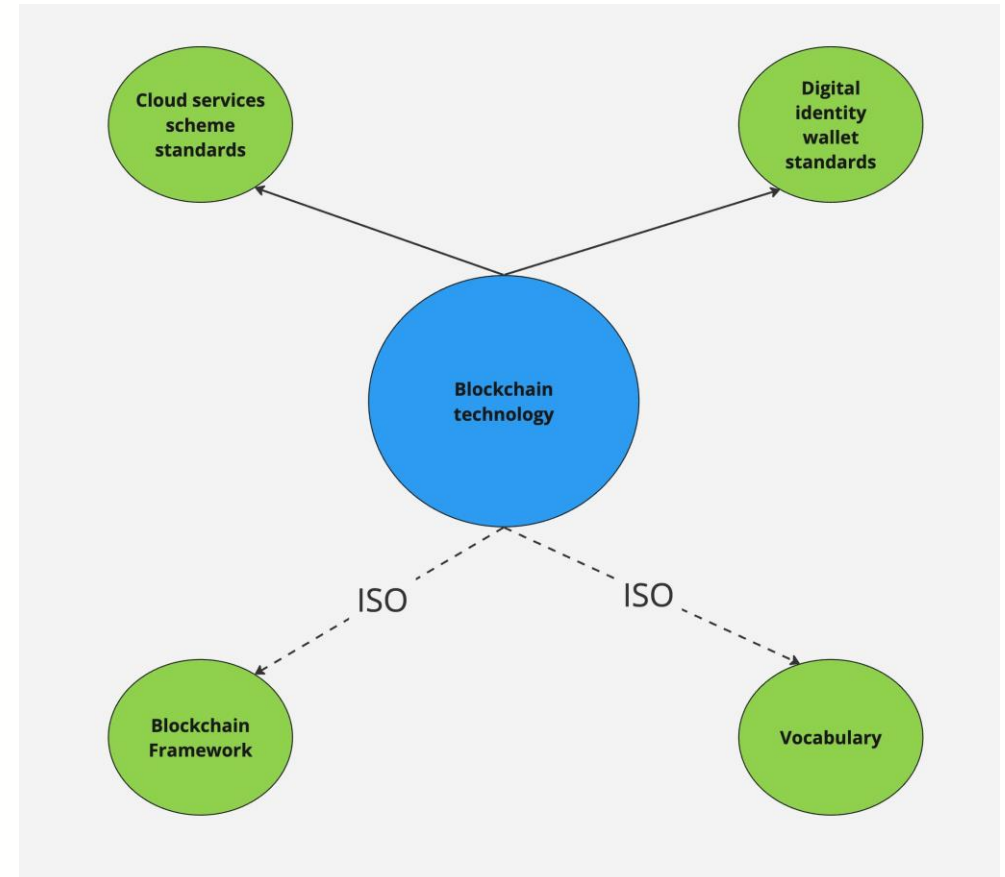 Cloud services
scheme
standards
Digital
identity
wallet
standards
Blockchain
technology
ISO
ISO
Blockchain
Framework
Vocabulary